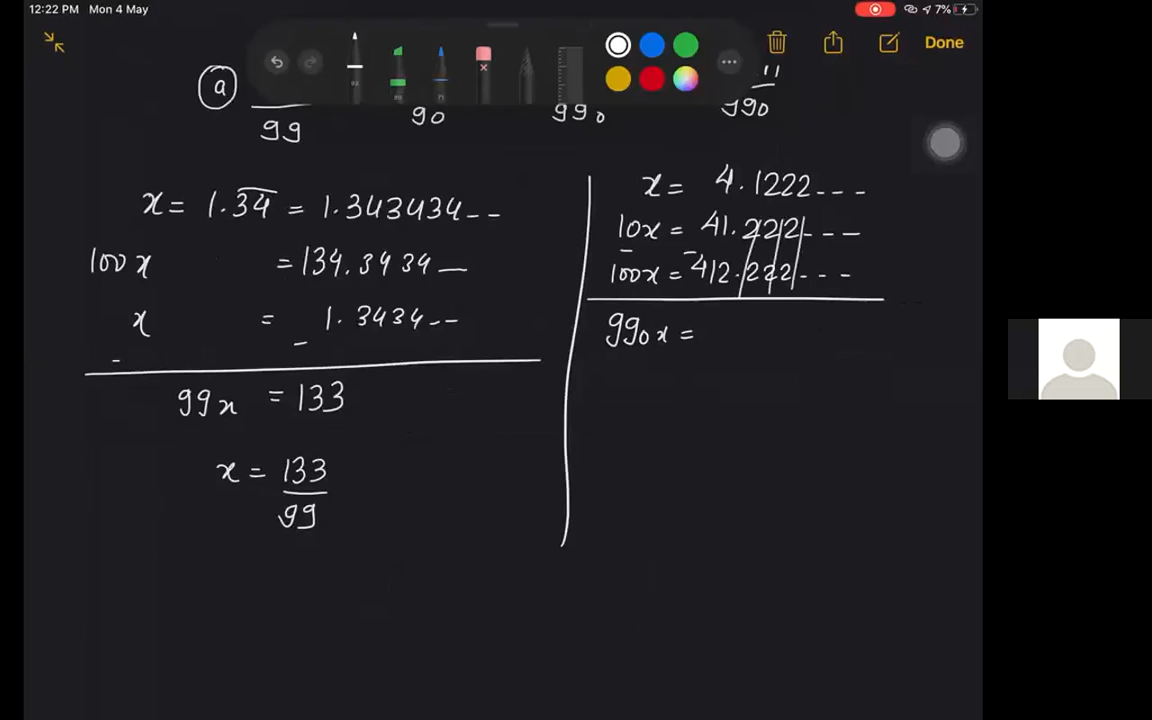 12:22 PM Mon 4 May
7%
Done
a
99
90
990
11
990
x = 1.34 = 1.343434--
100x = 134.3434—
x = 1.3434--
-
-
99x = 133
x = 133
99
x = 4.1222---
10x = 41.222---
-
-
100x = 412.222---
990x =